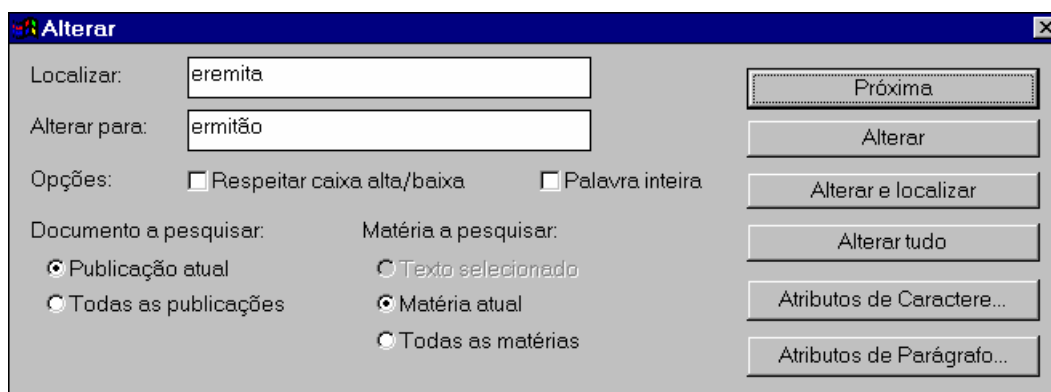 Alterar
Localizar: eremita
Próxima
Alterar para: ermitão
Alterar
Opções: Respeitar caixa alta/baixa Palavra inteira
Alterar e localizar
Documento a pesquisar: Matéria a pesquisar:
Alterar tudo
Publicação atual Texto selecionado
Todas as publicações Matéria atual
Atributos de Caractere...
Todas as matérias
Atributos de Parágrafo...